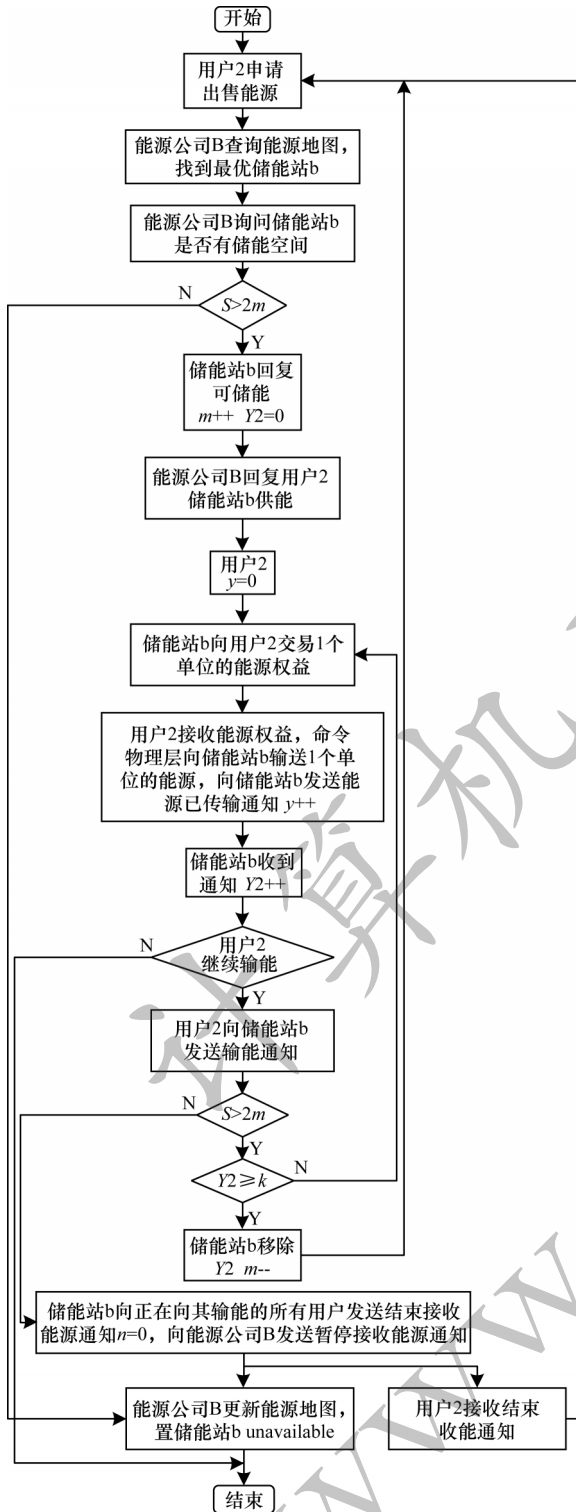 开始
用户2申请
出售能源
能源公司B查询能源地图，
找到最优储能站b
能源公司B询问储能站b
是否有储能空间
N
S>2m
Y
储能站b回复
可储能
m++ Y2=0
能源公司B回复用户2
储能站b供能
用户2
y=0
储能站b向用户2交易1个
单位的能源权益
用户2接收能源权益，命令
物理层向储能站b输送1个单
位的能源，向储能站b发送能
源已传输通知 y++
储能站b收到
通知 Y2++
N
用户2
继续输能
Y
用户2向储能站b
发送输能通知
N
S>2m
Y
Y2≥k
N
Y
储能站b移除
Y2 m--
储能站b向正在向其输能的所有用户发送结束接收
能源通知n=0，向能源公司B发送暂停接收能源通知
能源公司B更新能源地图，
置储能站b unavailable
用户2接收结束
收能通知
结束
计算机
www